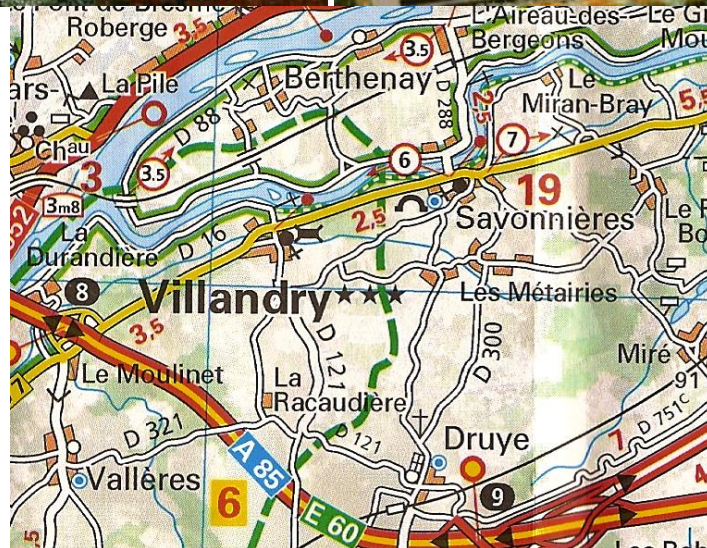 Roberge
3,5
L'Aireau-des-
Bergeons
3.5
Berthenay
La Pile
D 88
D 288
2,5
Le
Miran-Bray
5,5
Chau
3.5
6
7
3
3m8
19
Savonnières
2,5
La
Durandière
D 16
8
Villandry★★★
Les Métairies
3,5
D 121
D 300
Miré
Le Moulinet
La
Racaudière
91
D 751C
D 321
D 121
Druye
7
A 85
Vallères
6
9
E 60